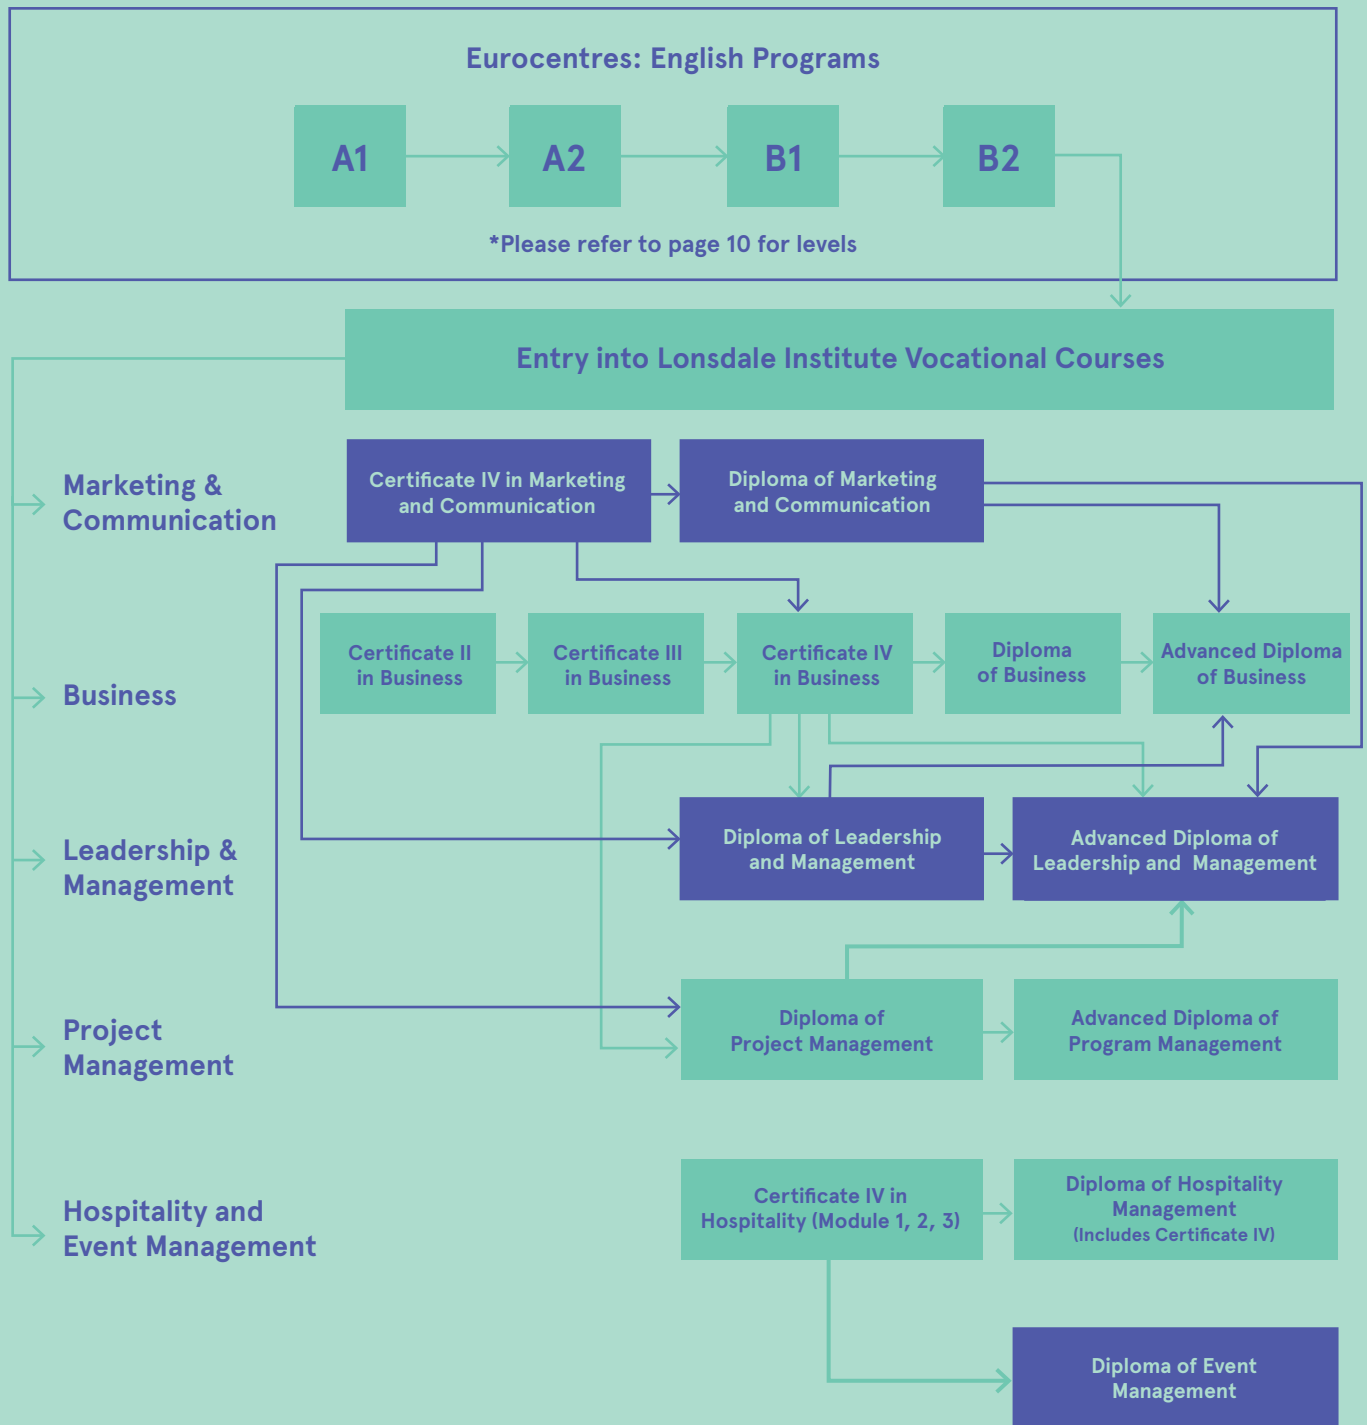 Eurocentres: English Programs
A1
A2
B1
B2
*Please refer to page 10 for levels
Entry into Lonsdale Institute Vocational Courses
Marketing &
Communication
Certificate IV in Marketing
and Communication
Diploma of Marketing
and Communication
Business
Certificate II
in Business
Certificate III
in Business
Certificate IV
in Business
Diploma
of Business
Advanced Diploma
of Business
Leadership &
Management
Diploma of Leadership
and Management
Advanced Diploma of
Leadership and Management
Project
Management
Diploma of
Project Management
Advanced Diploma of
Program Management
Hospitality and
Event Management
Certificate IV in
Hospitality (Module 1, 2, 3)
Diploma of Hospitality
Management
(Includes Certificate IV)
Diploma of Event
Management